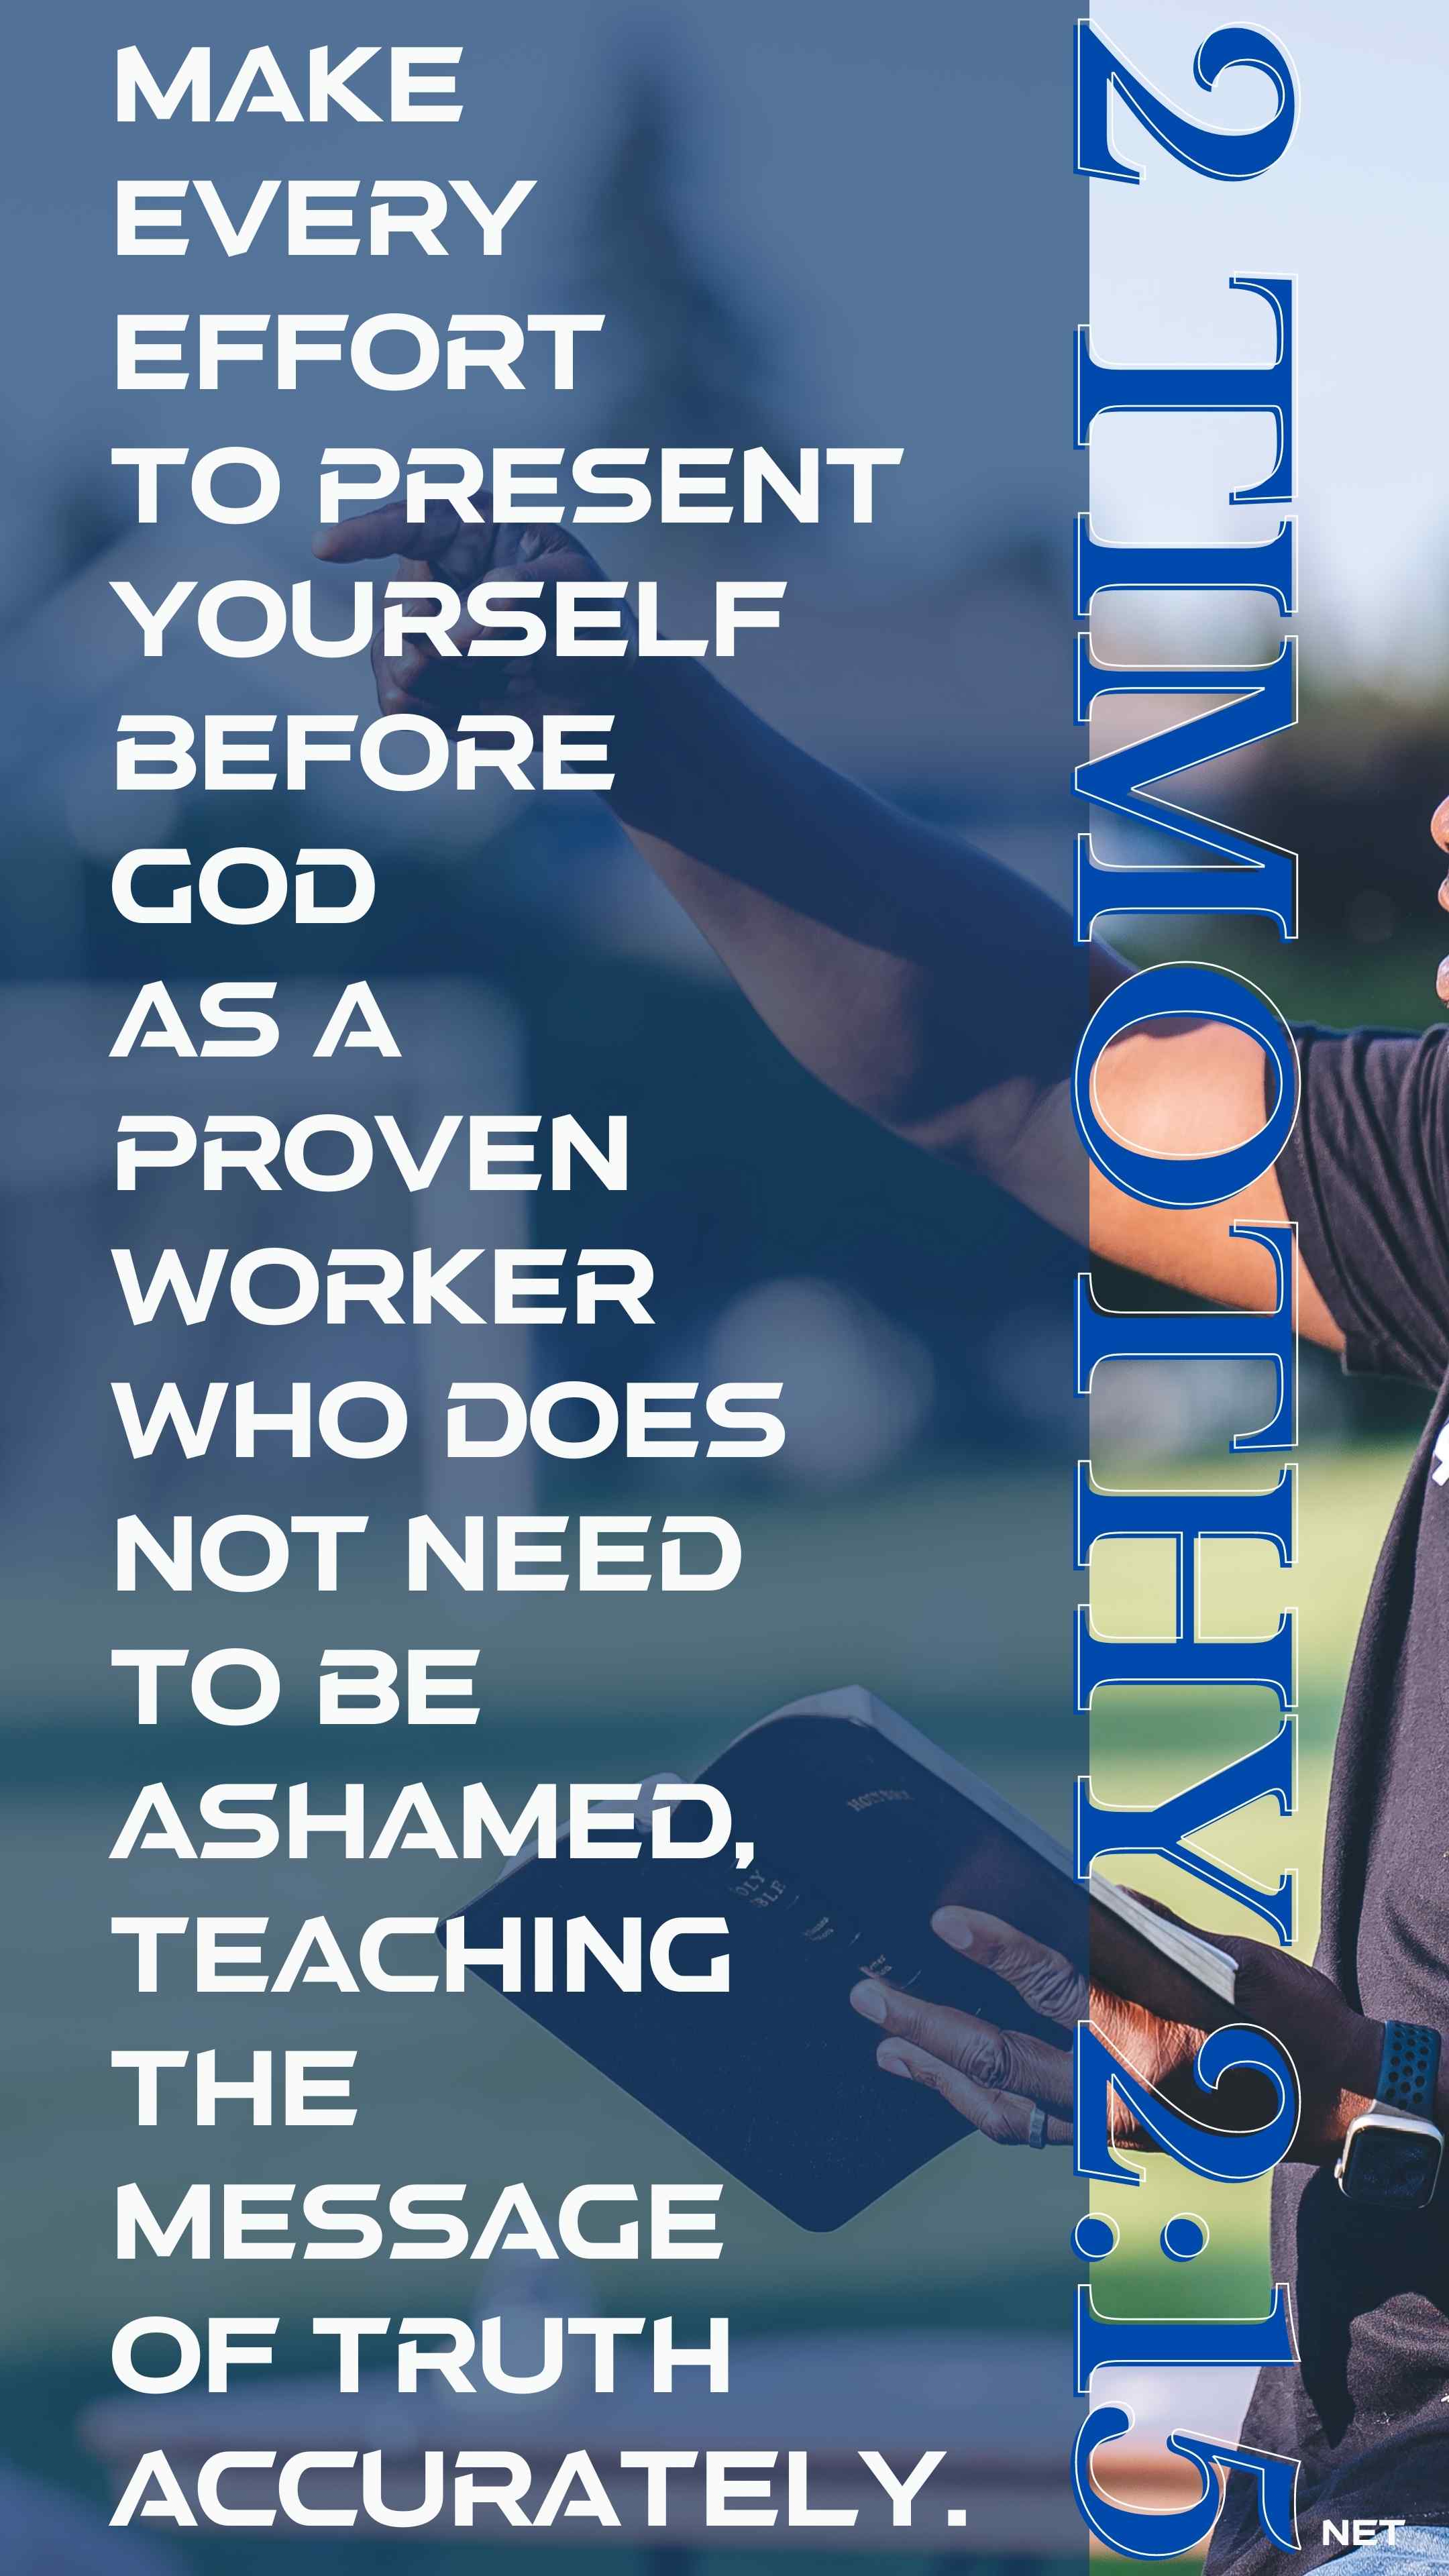 MAKE
EVERY
EFFORT
TO PRESENT
YOURSELF
BEFORE
GOD
AS A
PROVEN
WORKER
WHO DOES
NOT NEED
TO BE
ASHAMED,
TEACHING
THE
MESSAGE
OF TRUTH
ACCURATELY.
2 TIMOTHY 2:15
NET